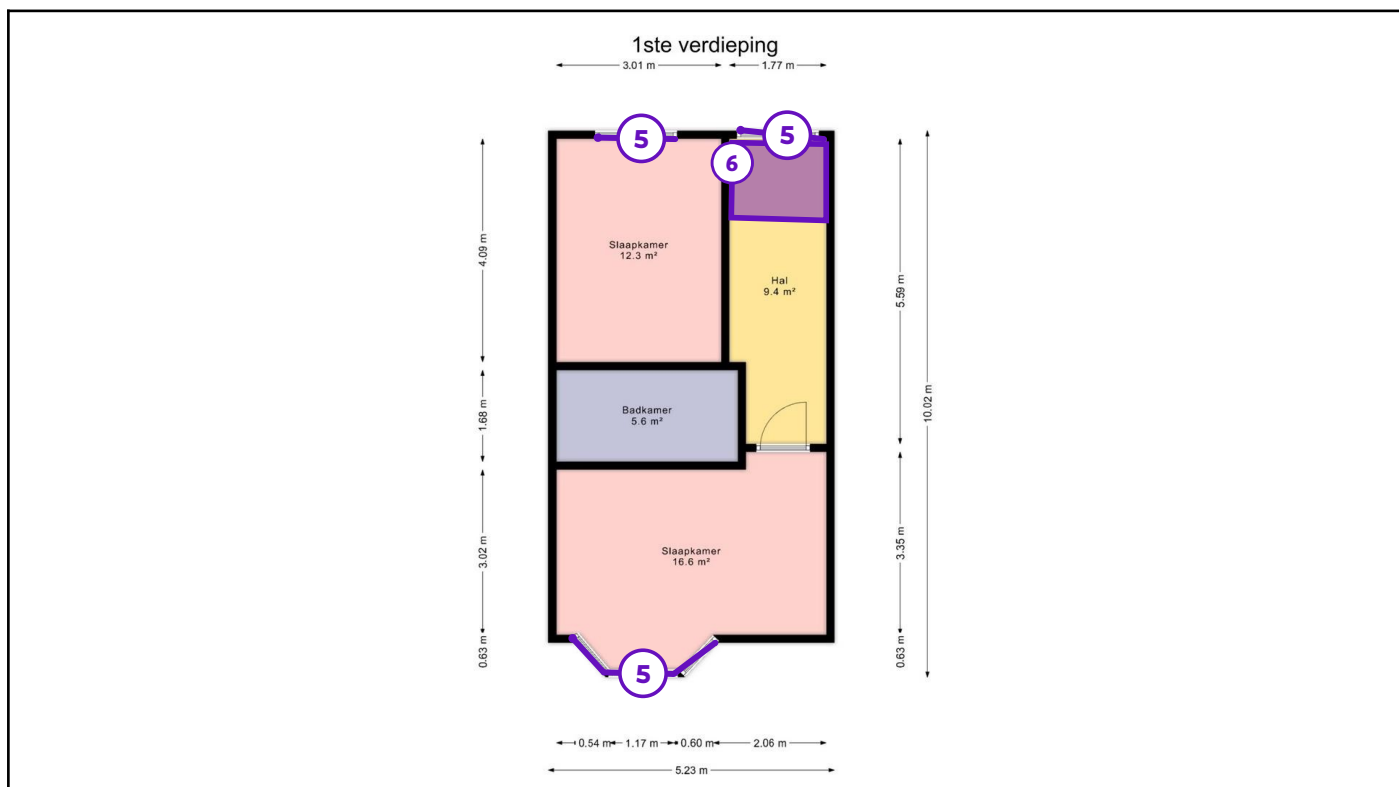 1ste verdieping
3.01 m
1.77 m
5
5
6
4.09 m
Slaapkamer
12.3 m²
Hal
9.4 m²
5.59 m
10.02 m
1.68 m
Badkamer
5.6 m²
3.02 m
Slaapkamer
16.6 m²
3.35 m
0.63 m
0.63 m
5
0.54 m
1.17 m
0.60 m
2.06 m
5.23 m